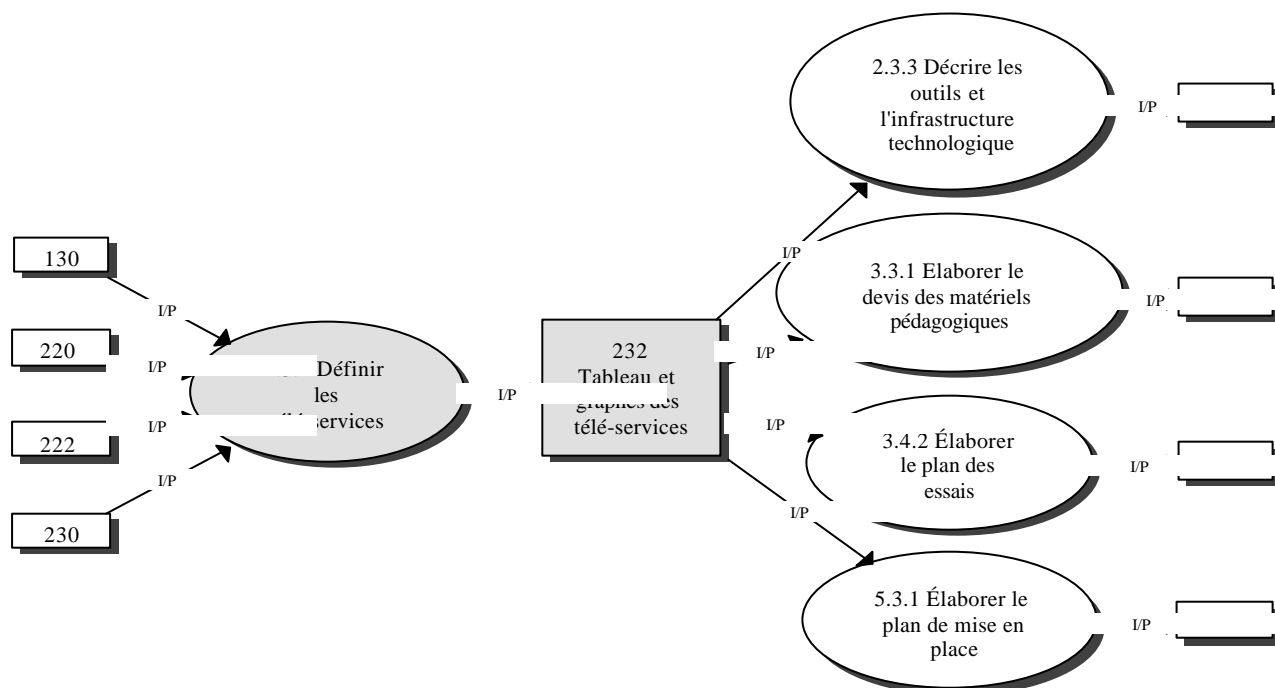 2.3.3 Décrire les
outils et
l'infrastructure
technologique
I/P
130
I/P
I/P
3.3.1 Elaborer le
devis des matériels
pédagogiques
I/P
220
I/P
Définir
les
services
I/P
232
Tableau et
graphes des
télé-services
I/P
222
I/P
I/P
3.4.2 Élaborer
le plan des
essais
I/P
230
I/P
I/P
5.3.1 Élaborer le
plan de mise en
place
I/P